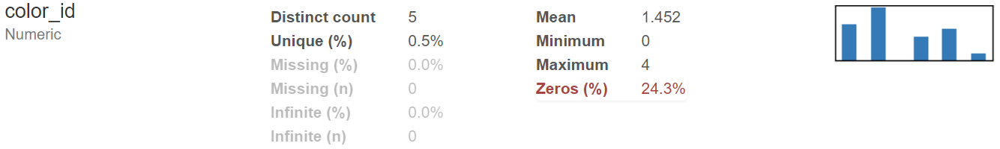 color_id
Numeric
Distinct count 5
Unique (%) 0.5%
Missing (%) 0.0%
Missing (n) 0
Infinite (%) 0.0%
Infinite (n) 0
Mean 1.452
Minimum 0
Maximum 4
Zeros (%) 24.3%